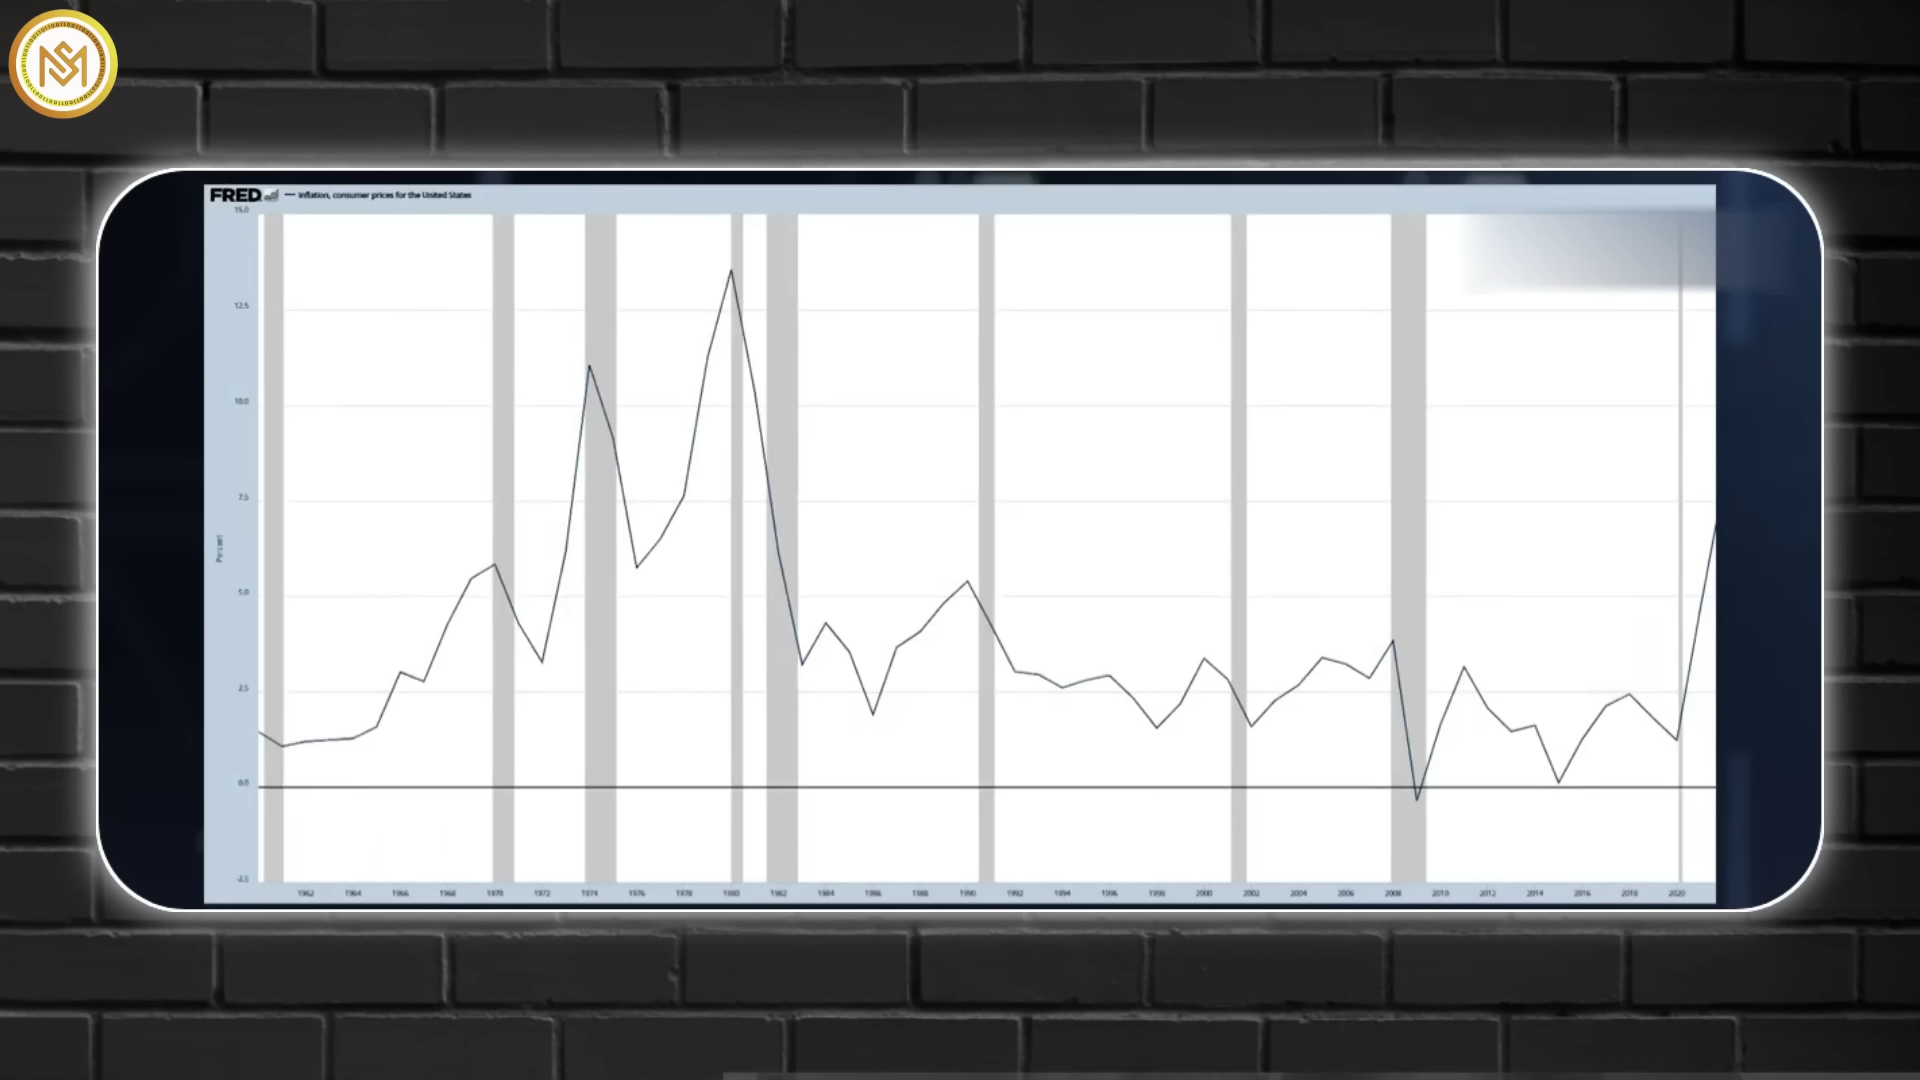 FRED — Inflation, consumer prices for the United States
15.0
12.5
10.0
7.5
5.0
2.5
0.0
-2.5
Percent
1962 1964 1966 1968 1970 1972 1974 1976 1978 1980 1982 1984 1986 1988 1990 1992 1994 1996 1998 2000 2002 2004 2006 2008 2010 2012 2014 2016 2018 2020